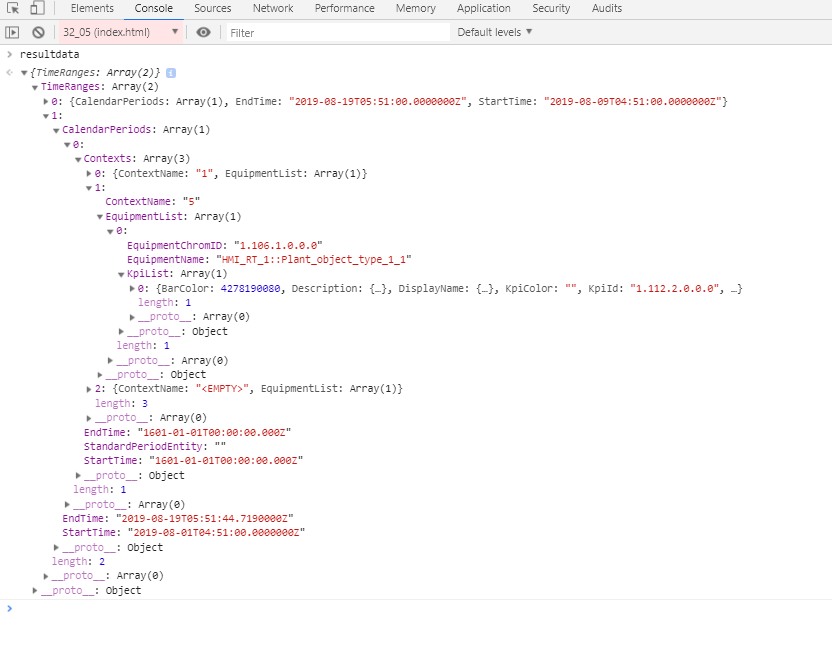 Elements Console Sources Network Performance Memory Application Security Audits
32_05 (index.html) ▼ Filter Default levels ▼
> resultdata
▼{TimeRanges: Array(2)} i
▼TimeRanges: Array(2)
▶0: {CalendarPeriods: Array(1), EndTime: "2019-08-19T05:51:00.0000000Z", StartTime: "2019-08-09T04:51:00.0000000Z"}
▼1:
▼CalendarPeriods: Array(1)
▼0:
▼Contexts: Array(3)
▶0: {ContextName: "1", EquipmentList: Array(1)}
▼1:
ContextName: "5"
▼EquipmentList: Array(1)
▼0:
EquipmentChromID: "1.106.1.0.0.0"
EquipmentName: "HMI_RT_1::Plant_object_type_1_1"
▼KpiList: Array(1)
▶0: {BarColor: 4278190080, Description: {…}, DisplayName: {…}, KpiColor: "", KpiId: "1.112.2.0.0.0", …}
length: 1
▶__proto__: Array(0)
▶__proto__: Object
length: 1
▶__proto__: Array(0)
▶__proto__: Object
▶2: {ContextName: "<EMPTY>", EquipmentList: Array(1)}
length: 3
▶__proto__: Array(0)
EndTime: "1601-01-01T00:00:00.000Z"
StandardPeriodEntity: ""
StartTime: "1601-01-01T00:00:00.000Z"
▶__proto__: Object
length: 1
▶__proto__: Array(0)
EndTime: "2019-08-19T05:51:44.7190000Z"
StartTime: "2019-08-01T04:51:00.0000000Z"
▶__proto__: Object
length: 2
▶__proto__: Array(0)
▶__proto__: Object
>